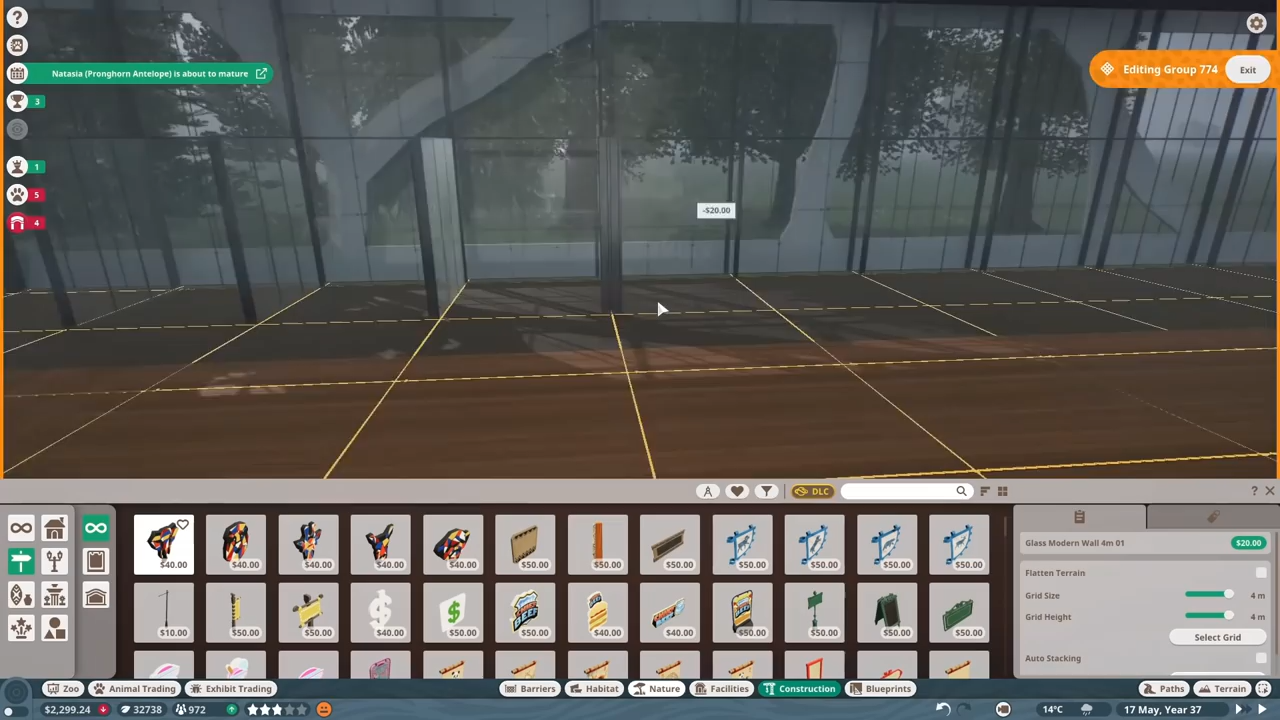 Natasia (Pronghorn Antelope) is about to mature
3
1
5
4
Editing Group 774
Exit
-$20.00
DLC
?
Glass Modern Wall 4m 01
$20.00
Flatten Terrain
Grid Size
4 m
Grid Height
4 m
Select Grid
Auto Stacking
$40.00
$40.00
$40.00
$40.00
$40.00
$50.00
$50.00
$50.00
$50.00
$50.00
$50.00
$50.00
$10.00
$50.00
$50.00
$40.00
$50.00
$50.00
$40.00
$40.00
$50.00
$50.00
$50.00
$50.00
Zoo
Animal Trading
Exhibit Trading
Barriers
Habitat
Nature
Facilities
Construction
Blueprints
Paths
Terrain
$2,299.24
32738
972
14°C
17 May, Year 37